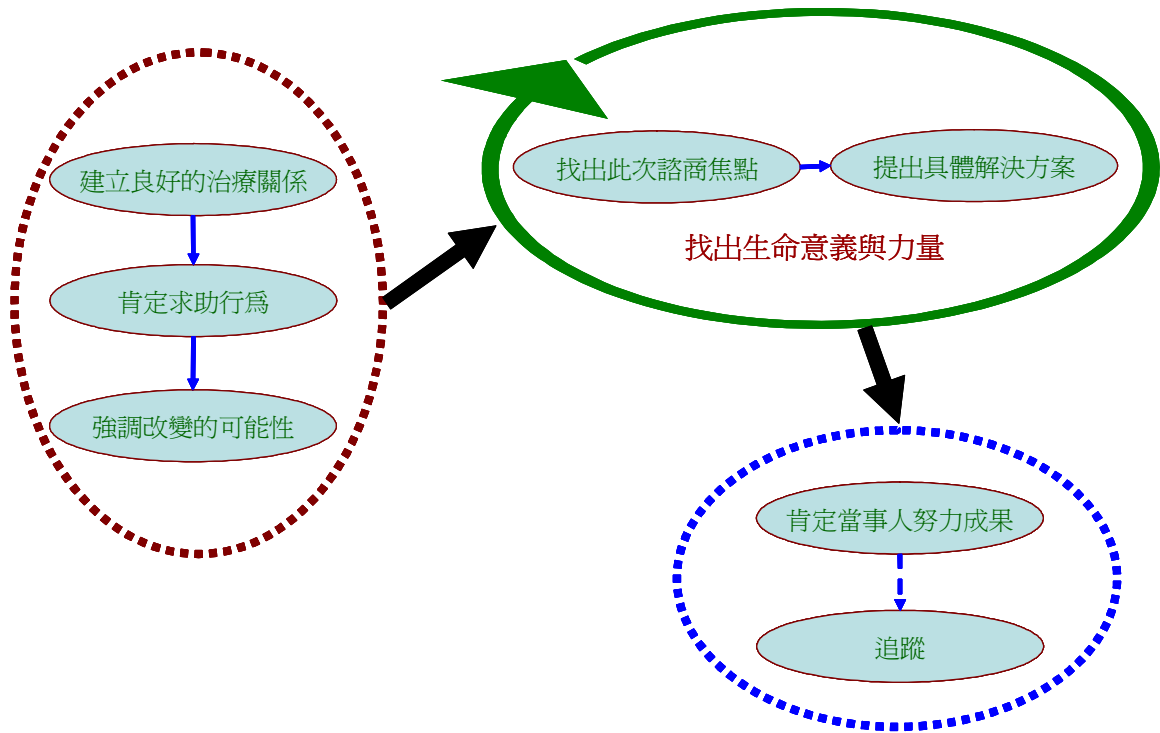 建立良好的治療關係
肯定求助行為
強調改變的可能性
找出此次諮商焦點
提出具體解決方案
找出生命意義與力量
肯定當事人努力成果
追蹤